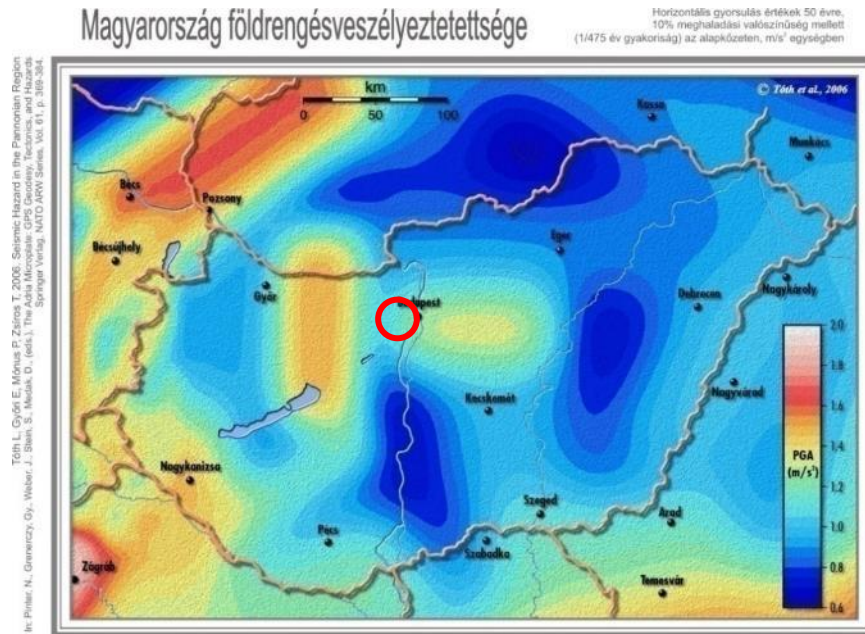 Magyarország földrengésveszélyeztetettsége
Horizontális gyorsulás értékek 50 évre,
10% meghaladási valószínűség mellett
(1/475 év gyakoriság) az alapkőzeten, m/s² egységben
Tóth L, Győri E, Mónus P, Zsíros T, 2006. Seismic Hazard in the Pannonian Region
In: Pinter, N., Grenerczy, Gy., Weber, J., Stein, S., Medak, D., (eds.), The Adria Microplate: GPS Geodesy, Tectonics, and Hazards
Springer Verlag, NATO ARW Series, Vol. 61, p. 369-384.
km
0 50 100
© Tóth et al., 2006
Kassa
Munkács
Bécs
Pozsony
Bécsújhely
Eger
Győr
Budapest
Debrecen
Nagykároly
Kecskemét
Nagyvárad
Nagykanizsa
Pécs
Szeged
Szabadka
Arad
Zágráb
Temesvár
2.0
1.8
1.6
1.4
1.2
1.0
0.8
0.6
PGA
(m/s²)